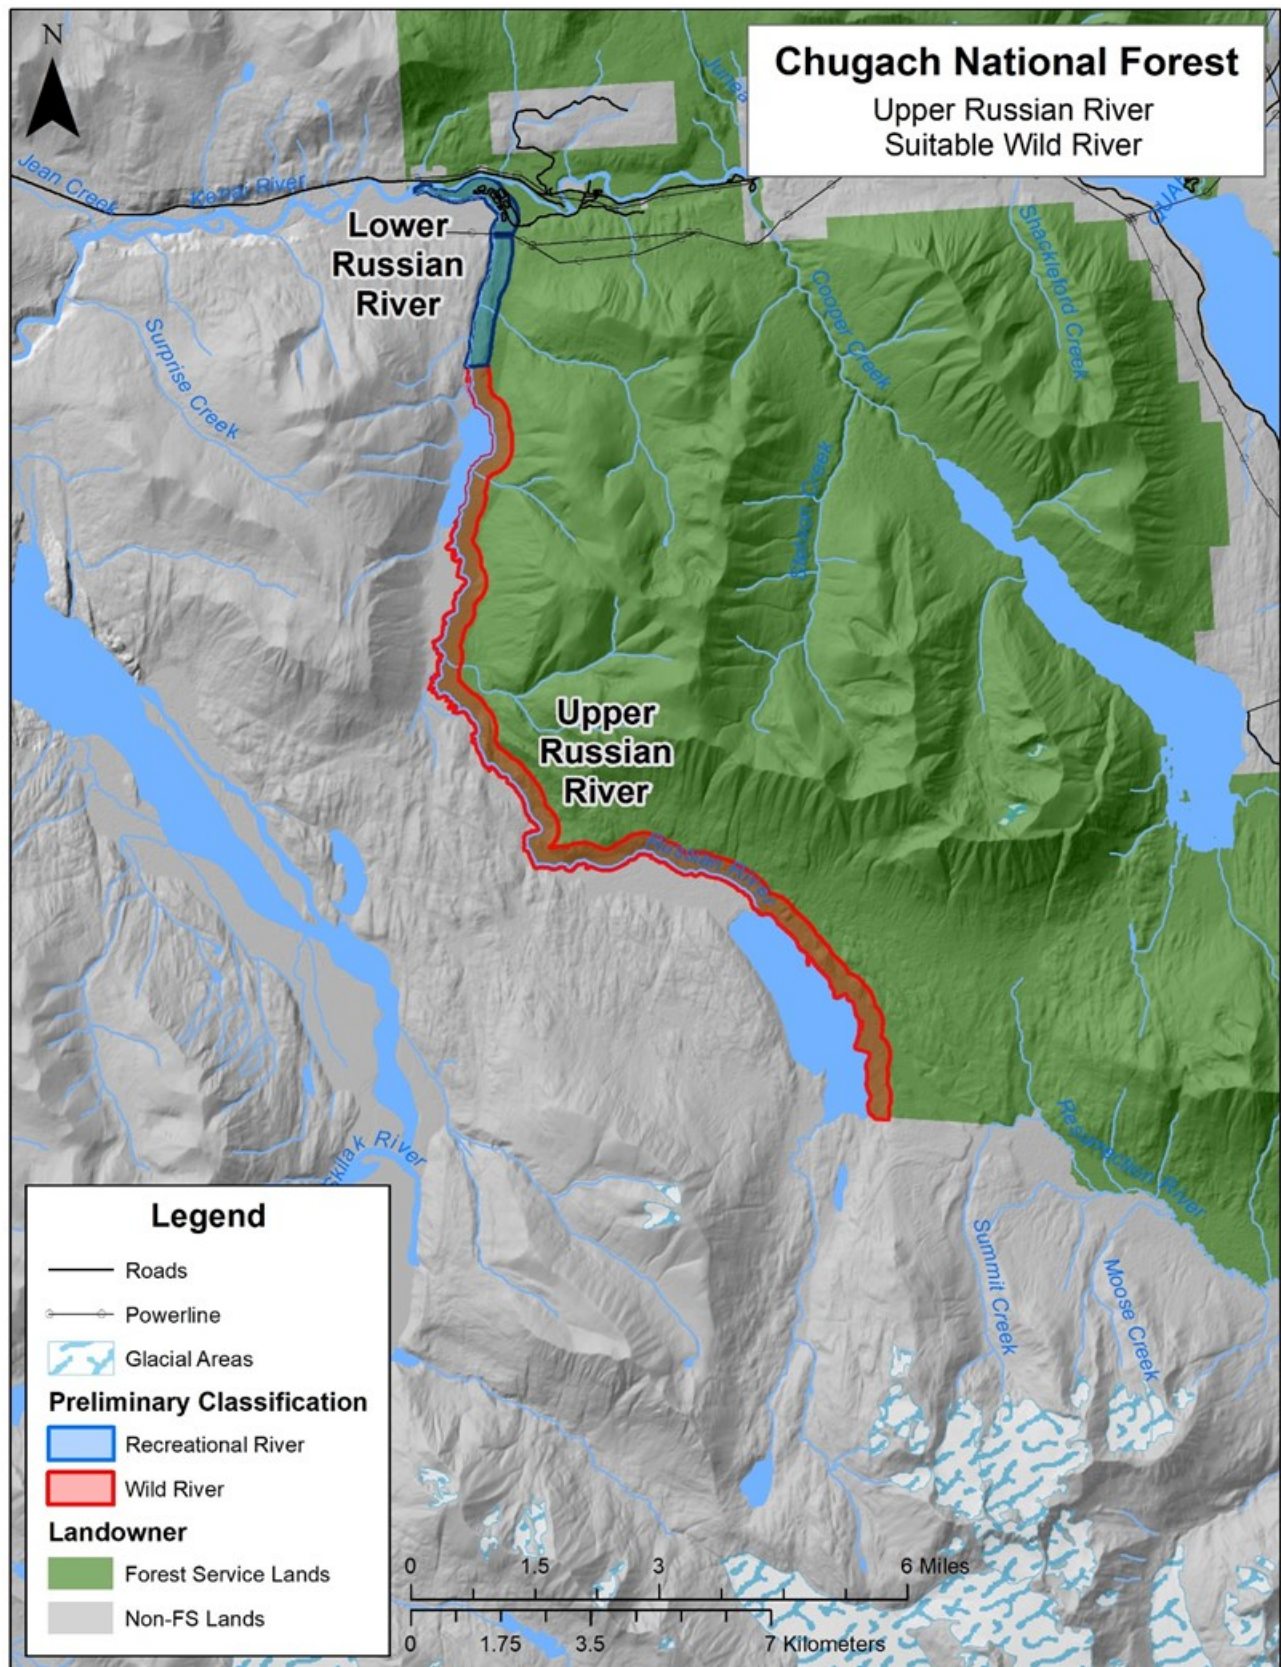 N
Chugach National Forest
Upper Russian River
Suitable Wild River
Jean Creek
Kenai River
Lower
Russian
River
Surprise Creek
Cooper Creek
Shackleford Creek
Upper
Russian
River
Russian River
Resurrection River
Summit Creek
Moose Creek
River
Legend
Roads
Powerline
Glacial Areas
Preliminary Classification
Recreational River
Wild River
Landowner
Forest Service Lands
Non-FS Lands
0 1.5 3 6 Miles
0 1.75 3.5 7 Kilometers